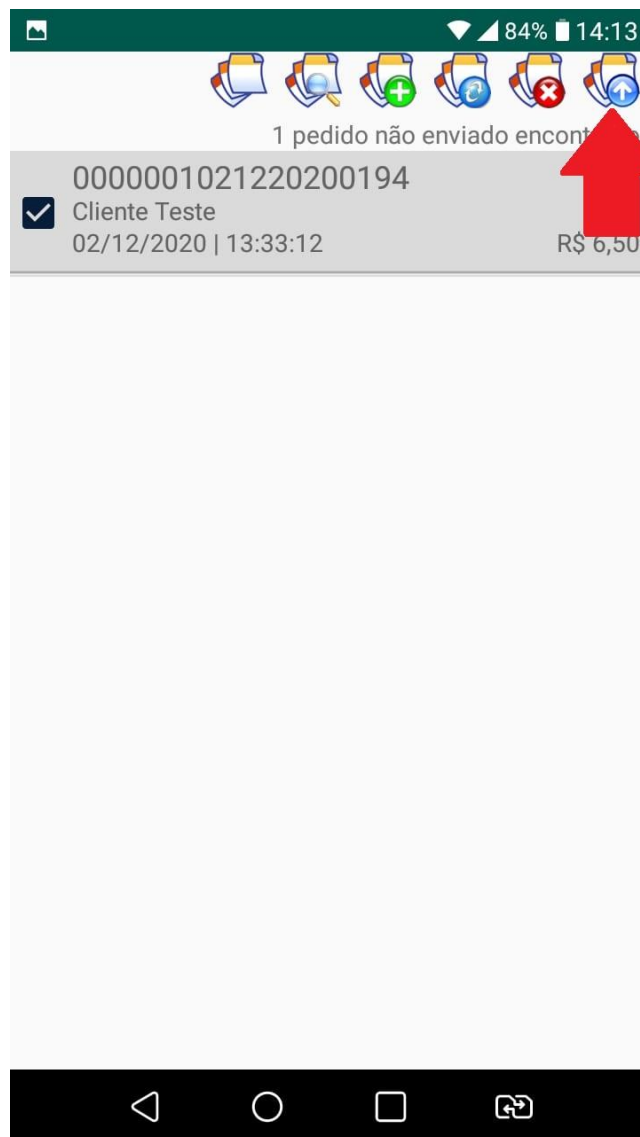 84% 14:13
1 pedido não enviado
0000001021220200194
Cliente Teste
02/12/2020 | 13:33:12
R$ 6,50